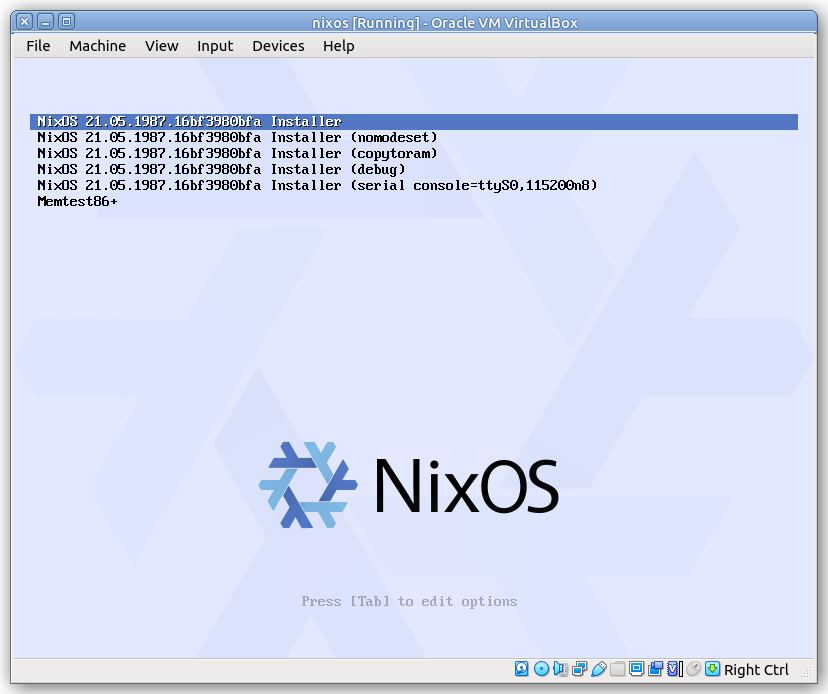 nixos [Running] - Oracle VM VirtualBox
File Machine View Input Devices Help
NixOS 21.05.1987.16bf3980bfa Installer
NixOS 21.05.1987.16bf3980bfa Installer (nomodeset)
NixOS 21.05.1987.16bf3980bfa Installer (copytoram)
NixOS 21.05.1987.16bf3980bfa Installer (debug)
NixOS 21.05.1987.16bf3980bfa Installer (serial console=ttyS0,115200n8)
Memtest86+
NixOS
Press [Tab] to edit options
Right Ctrl